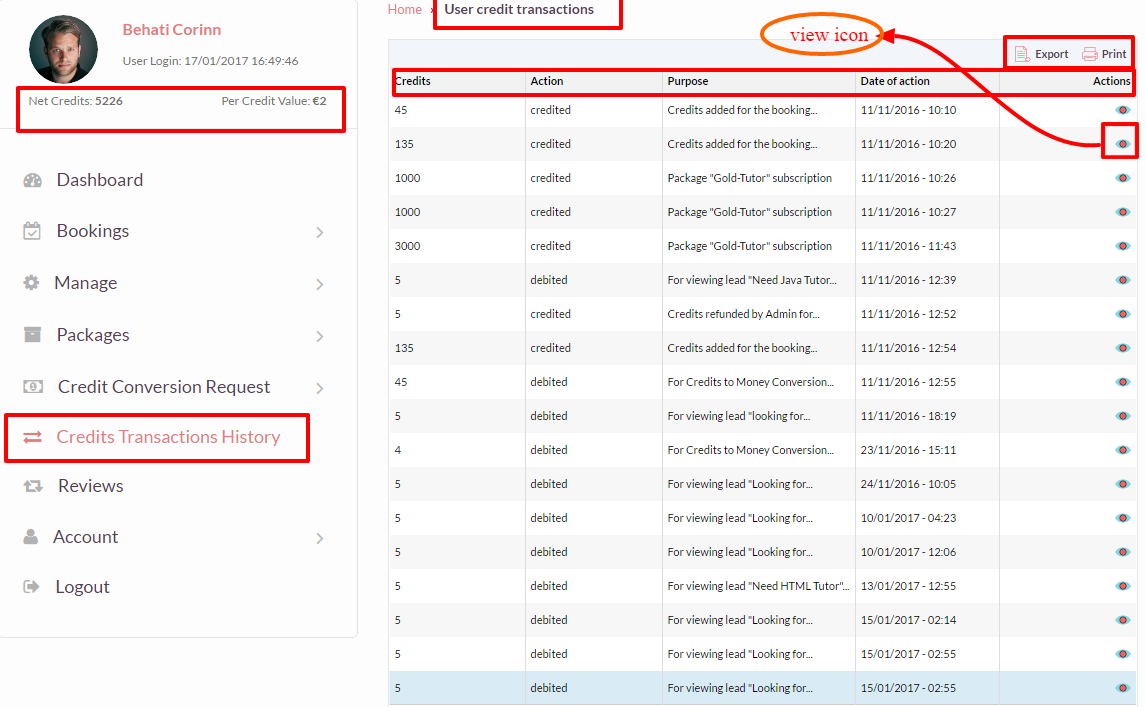 Behati Corinn
User Login: 17/01/2017 16:49:46
Net Credits: 5226 Per Credit Value: €2
Dashboard
Bookings
Manage
Packages
Credit Conversion Request
Credits Transactions History
Reviews
Account
Logout
Home › User credit transactions
view icon
Export Print
Credits Action Purpose Date of action Actions
45 credited Credits added for the booking... 11/11/2016 - 10:10
135 credited Credits added for the booking... 11/11/2016 - 10:20
1000 credited Package "Gold-Tutor" subscription 11/11/2016 - 10:26
1000 credited Package "Gold-Tutor" subscription 11/11/2016 - 10:27
3000 credited Package "Gold-Tutor" subscription 11/11/2016 - 11:43
5 debited For viewing lead "Need Java Tutor... 11/11/2016 - 12:39
5 credited Credits refunded by Admin for... 11/11/2016 - 12:52
135 credited Credits added for the booking... 11/11/2016 - 12:54
45 debited For Credits to Money Conversion... 11/11/2016 - 12:55
5 debited For viewing lead "looking for... 11/11/2016 - 18:19
4 debited For Credits to Money Conversion... 23/11/2016 - 15:11
5 debited For viewing lead "Looking for... 24/11/2016 - 10:05
5 debited For viewing lead "Looking for... 10/01/2017 - 04:23
5 debited For viewing lead "Looking for... 10/01/2017 - 12:06
5 debited For viewing lead "Need HTML Tutor"... 13/01/2017 - 12:55
5 debited For viewing lead "Looking for... 15/01/2017 - 02:14
5 debited For viewing lead "Looking for... 15/01/2017 - 02:55
5 debited For viewing lead "Looking for... 15/01/2017 - 02:55